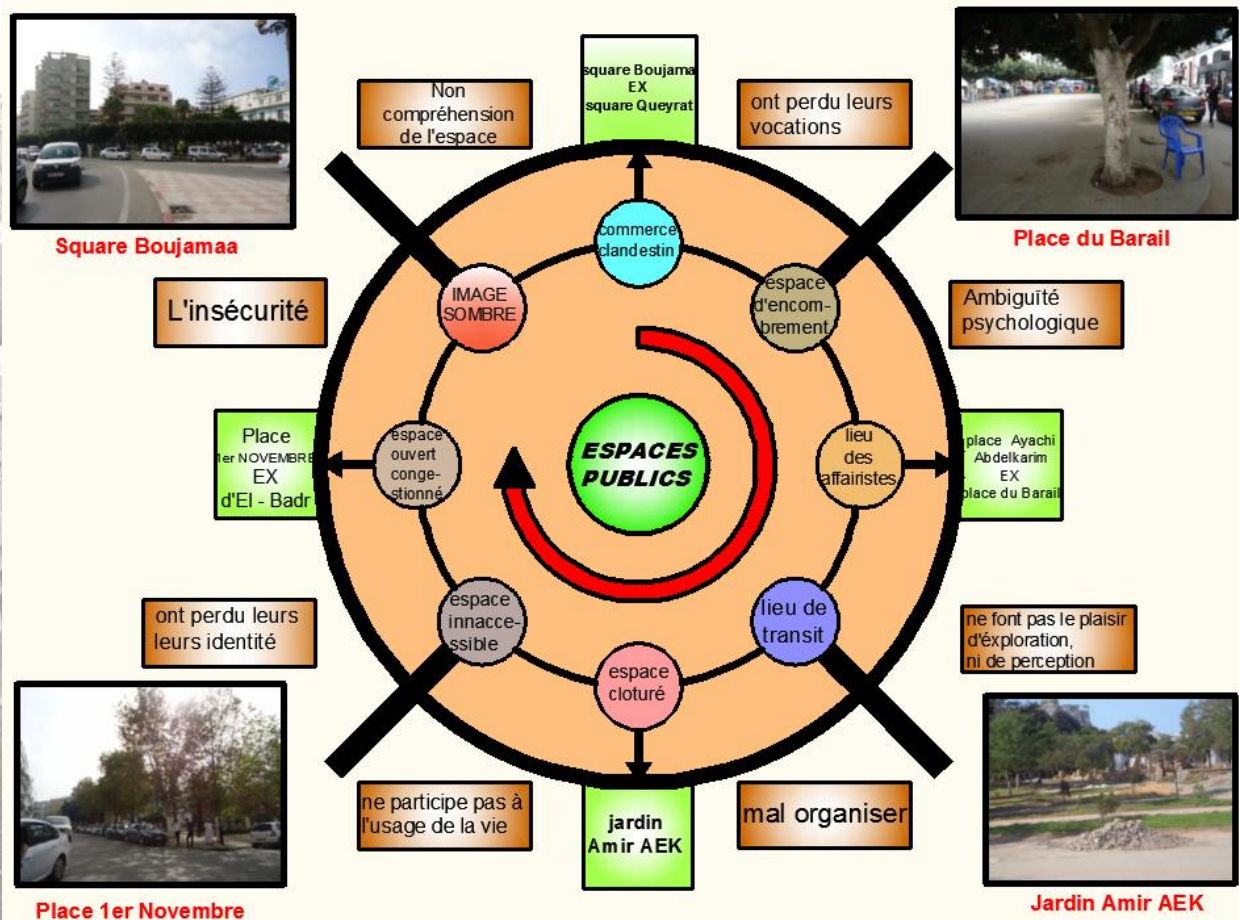 square Boujama
EX
square Queyrat
Non
compréhension
de l'espace
ont perdu leurs
vocations
Square Boujamaa
Place du Barail
commerce
clandestin
IMAGE
SOMBRE
espace
d'encom-
brement
L'insécurité
Ambiguïté
psychologique
Place
1er NOVEMBRE
EX
d'El - Badr
espace
ouvert
conge-
stionné
ESPACES
PUBLICS
lieu
des
affairistes
place Ayachi
Abdelkarim
EX
place du Barail
ont perdu leurs
leurs identité
espace
innacce-
ssible
lieu de
transit
ne font pas le plaisir
d'éxploration,
ni de perception
espace
cloturé
ne participe pas à
l'usage de la vie
jardin
Amir AEK
mal organiser
Place 1er Novembre
Jardin Amir AEK